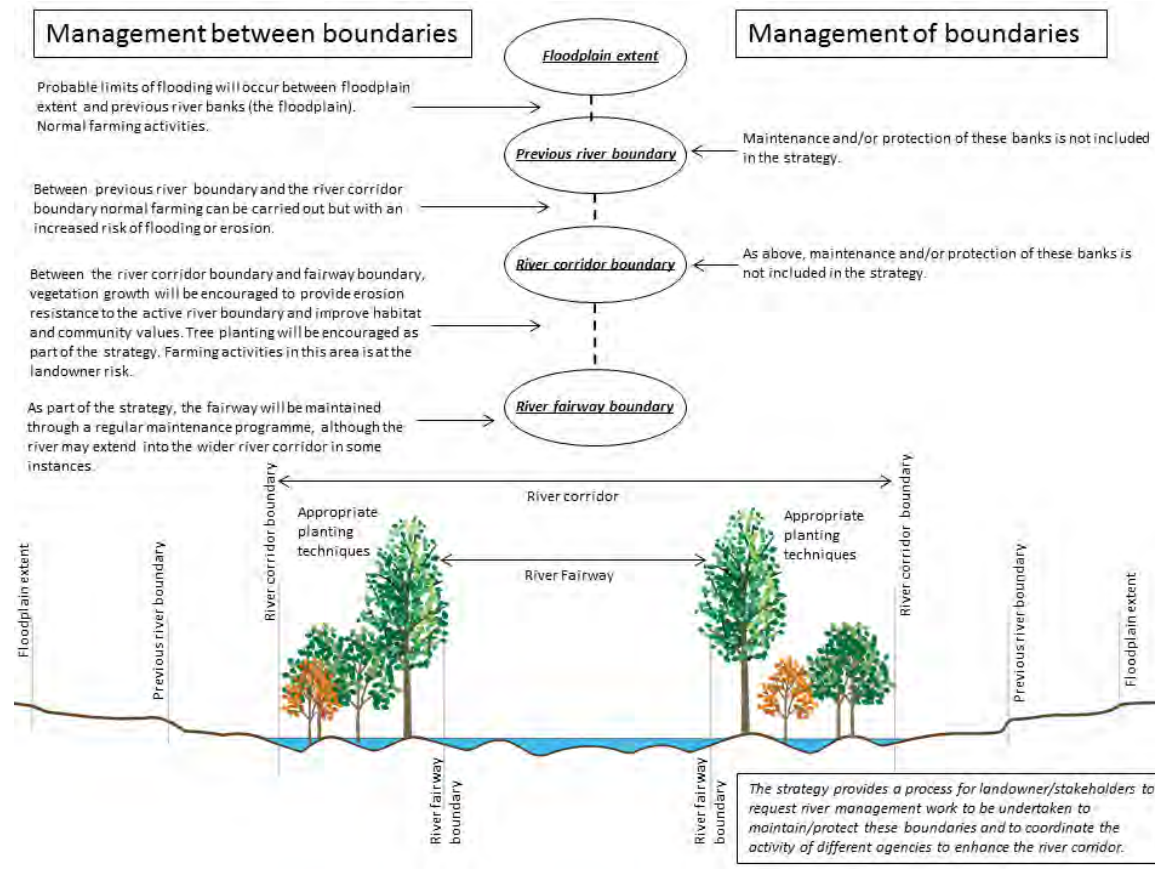 Management between boundaries
Management of boundaries
Floodplain extent
Probable limits of flooding will occur between floodplain
extent and previous river banks (the floodplain).
Normal farming activities.
Previous river boundary
Maintenance and/or protection of these banks is not included
in the strategy.
Between previous river boundary and the river corridor
boundary normal farming can be carried out but with an
increased risk of flooding or erosion.
River corridor boundary
As above, maintenance and/or protection of these banks is
not included in the strategy.
Between the river corridor boundary and fairway boundary,
vegetation growth will be encouraged to provide erosion
resistance to the active river boundary and improve habitat
and community values. Tree planting will be encouraged as
part of the strategy. Farming activities in this area is at the
landowner risk.
River fairway boundary
As part of the strategy, the fairway will be maintained
through a regular maintenance programme, although the
river may extend into the wider river corridor in some
instances.
River corridor
Appropriate
planting
techniques
Appropriate
planting
techniques
River Fairway
Floodplain extent
Previous river boundary
River corridor boundary
River fairway
boundary
River fairway
boundary
River corridor boundary
Previous river boundary
Floodplain extent
The strategy provides a process for landowner/stakeholders to
request river management work to be undertaken to
maintain/protect these boundaries and to coordinate the
activity of different agencies to enhance the river corridor.